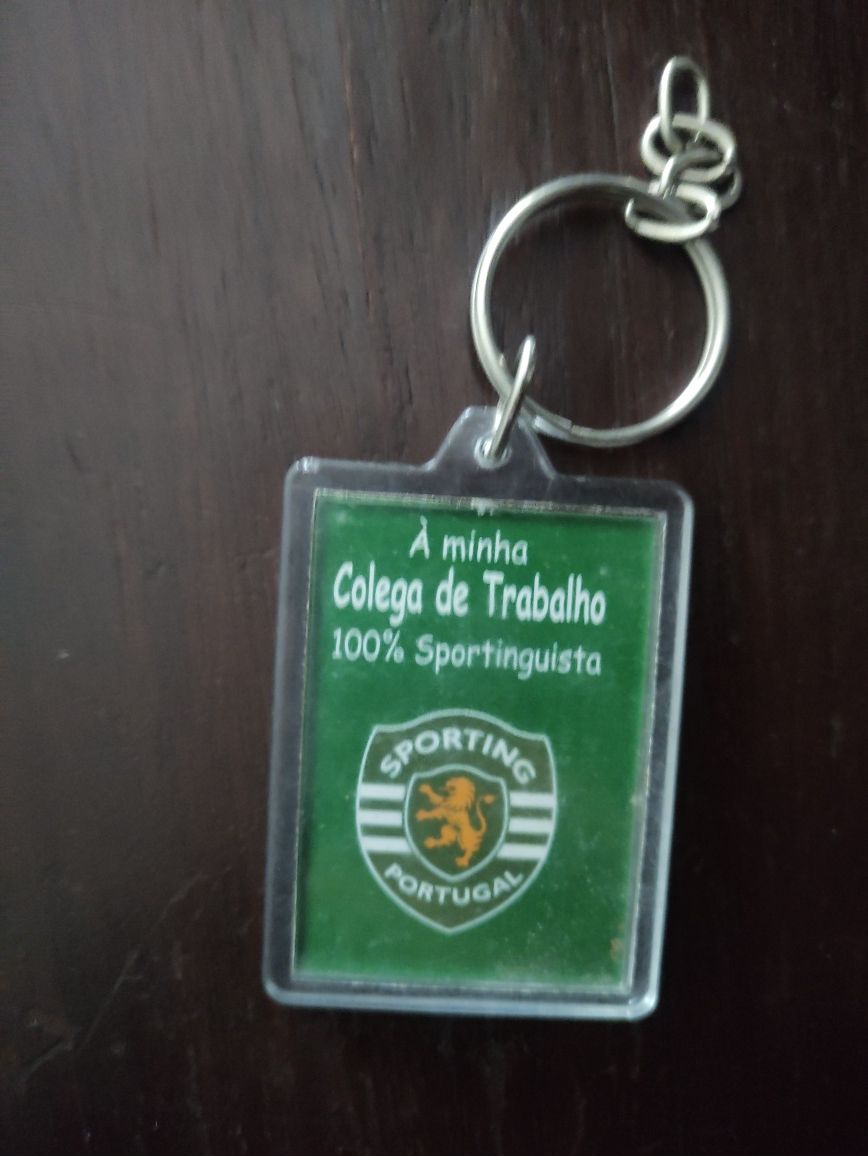 À minha
Colega de Trabalho
100% Sportinguista
SPORTING
PORTUGAL